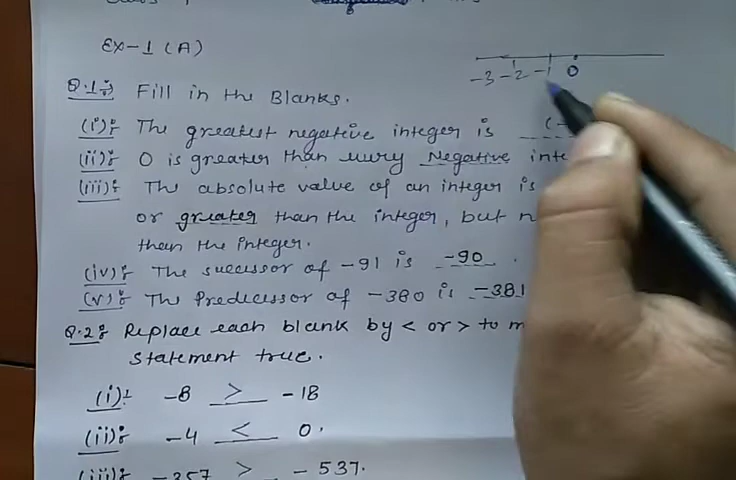 EX-1 (A)
-3 -2 -1 0
Q.1: Fill in the Blanks.
(i): The greatest negative integer is (-
(ii): 0 is greater than every Negative inte
(iii): The absolute value of an integer is
or greater than the integer, but n
than the integer.
(iv): The successor of -91 is -90.
(v): The Predecessor of -380 is -381
Q.2: Replace each blank by < or > to m
statement true.
(i): -8 > -18
(ii): -4 < 0.
(iii): -357 > -537.